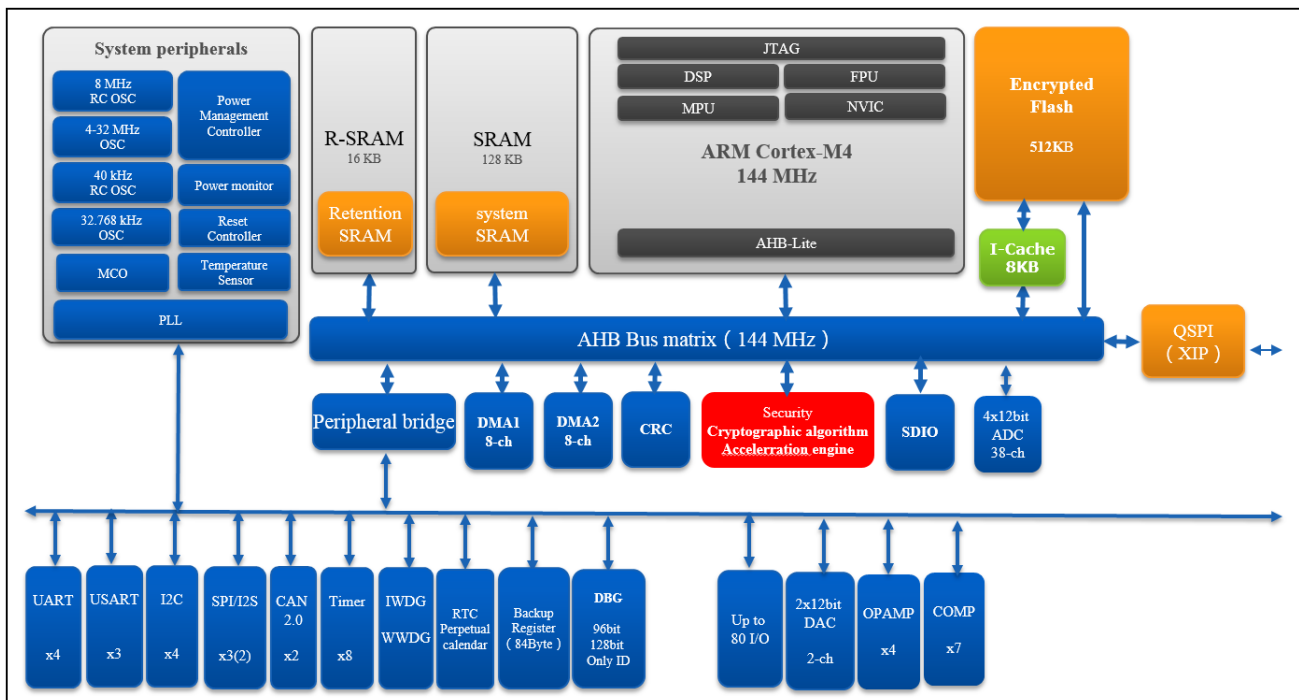 System peripherals
8 MHz
RC OSC
4-32 MHz
OSC
40 kHz
RC OSC
32.768 kHz
OSC
MCO
Power
Management
Controller
Power monitor
Reset
Controller
Temperature
Sensor
PLL
R-SRAM
16 KB
Retention
SRAM
SRAM
128 KB
system
SRAM
JTAG
DSP
FPU
MPU
NVIC
ARM Cortex-M4
144 MHz
AHB-Lite
Encrypted
Flash
512KB
I-Cache
8KB
AHB Bus matrix ( 144 MHz )
QSPI
( XIP )
Peripheral bridge
DMA1
8-ch
DMA2
8-ch
CRC
Security
Cryptographic algorithm
Accelerration engine
SDIO
4x12bit
ADC
38-ch
UART
x4
USART
x3
I2C
x4
SPI/I2S
x3(2)
CAN
2.0
x2
Timer
x8
IWDG
WWDG
RTC
Perpetual
calendar
Backup
Register
( 84Byte )
DBG
96bit
128bit
Only ID
Up to
80 I/O
2x12bit
DAC
2-ch
OPAMP
x4
COMP
x7